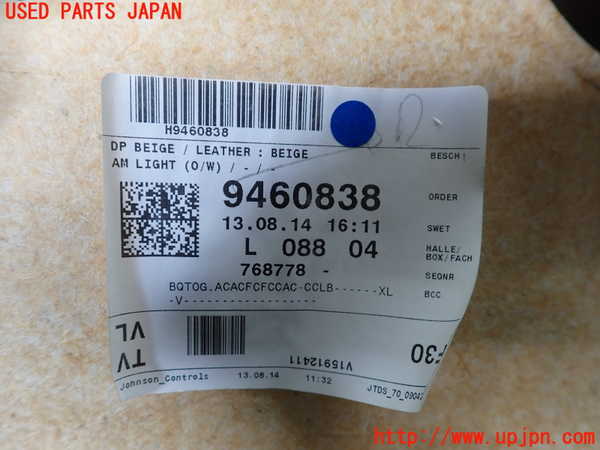 USED PARTS JAPAN
H9460838
DP BEIGE / LEATHER : BEIGE
AM LIGHT (O/W) / - / -
BESCH!
9460838
ORDER
13.08.14 16:11
SWET
L 088 04
HALLE/
BOX/FACH
768778 -
SEQNR
BQTOG.ACACFCFCCAC-CCLB------XL
BCC
-V-----------------
TV
VL
V15912411
F30
Johnson_Controls
13.08.14
11:32
JTDS_70_0904
http://www.upjpn.com/